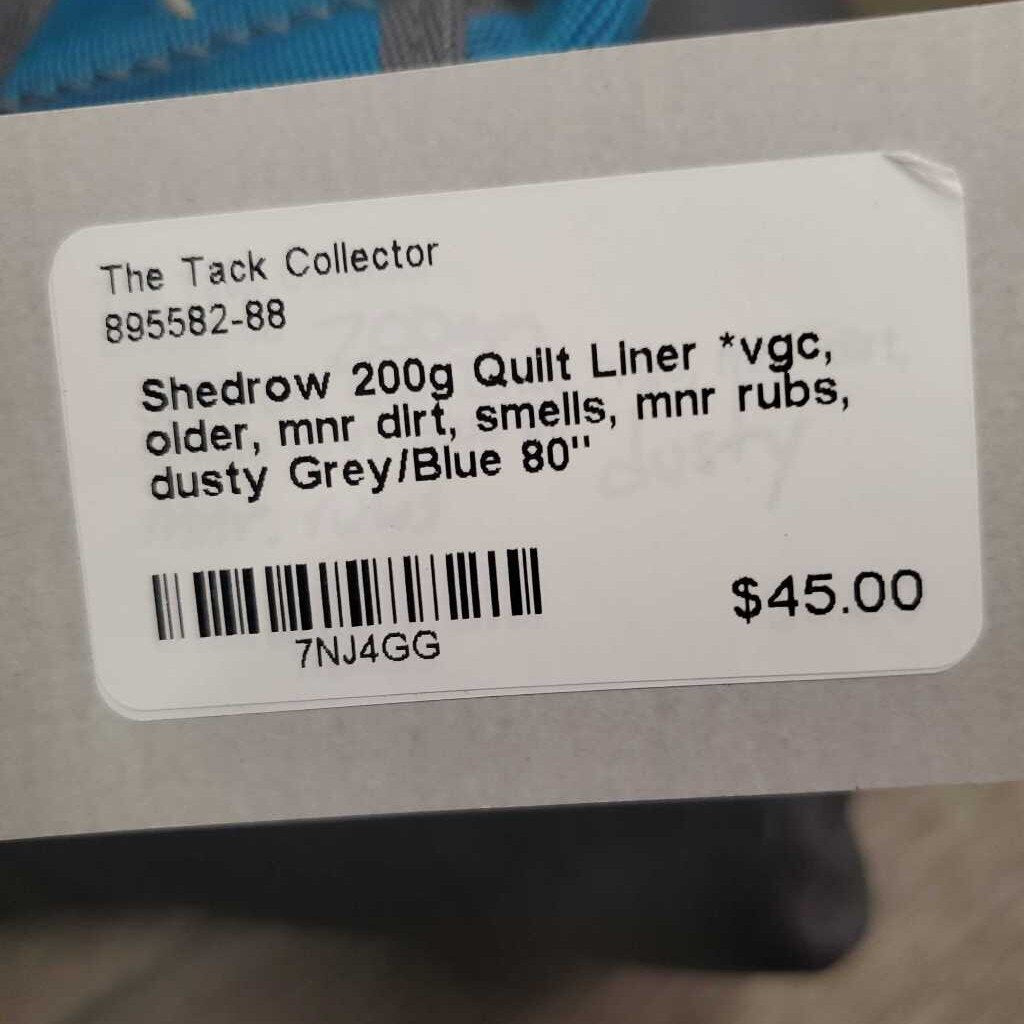 The Tack Collector
895582-88
Shedrow 200g Quilt Liner *vgc,
older, mnr dirt, smells, mnr rubs,
dusty Grey/Blue 80"
7NJ4GG
$45.00
dusty